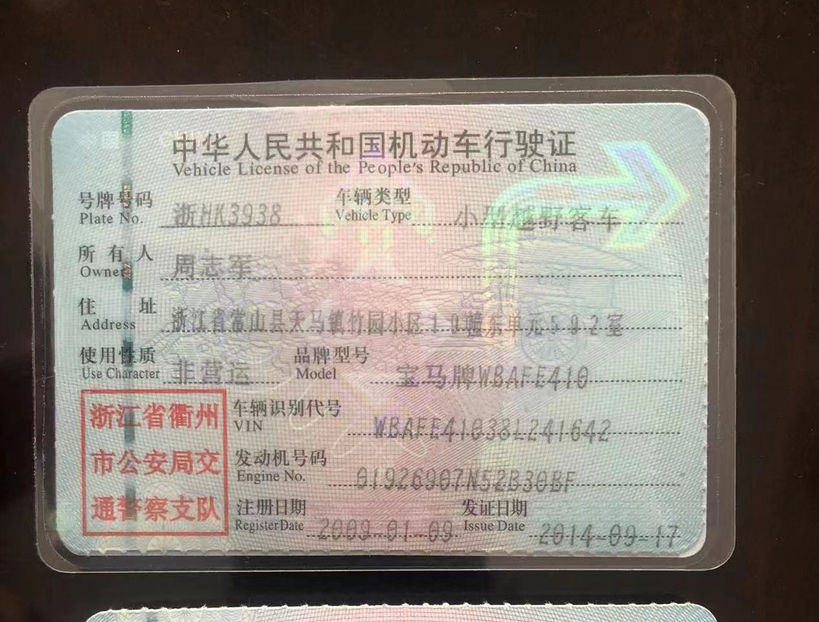 中华人民共和国机动车行驶证
Vehicle License of the People's Republic of China
号牌号码 浙HK3938 车辆类型 小型越野客车
Plate No. Vehicle Type
所有人 周志军
Owner
住址 浙江省常山县天马镇竹园小区10幢东单元502室
Address
使用性质 非营运 品牌型号 宝马牌WBAFE410
Use Character Model
浙江省衢州
市公安局交
通警察支队
车辆识别代号 WBAFE41038L241642
VIN
发动机号码 01926907N52B30BF
Engine No.
注册日期 2009-01-09 发证日期 2014-09-17
Register Date Issue Date